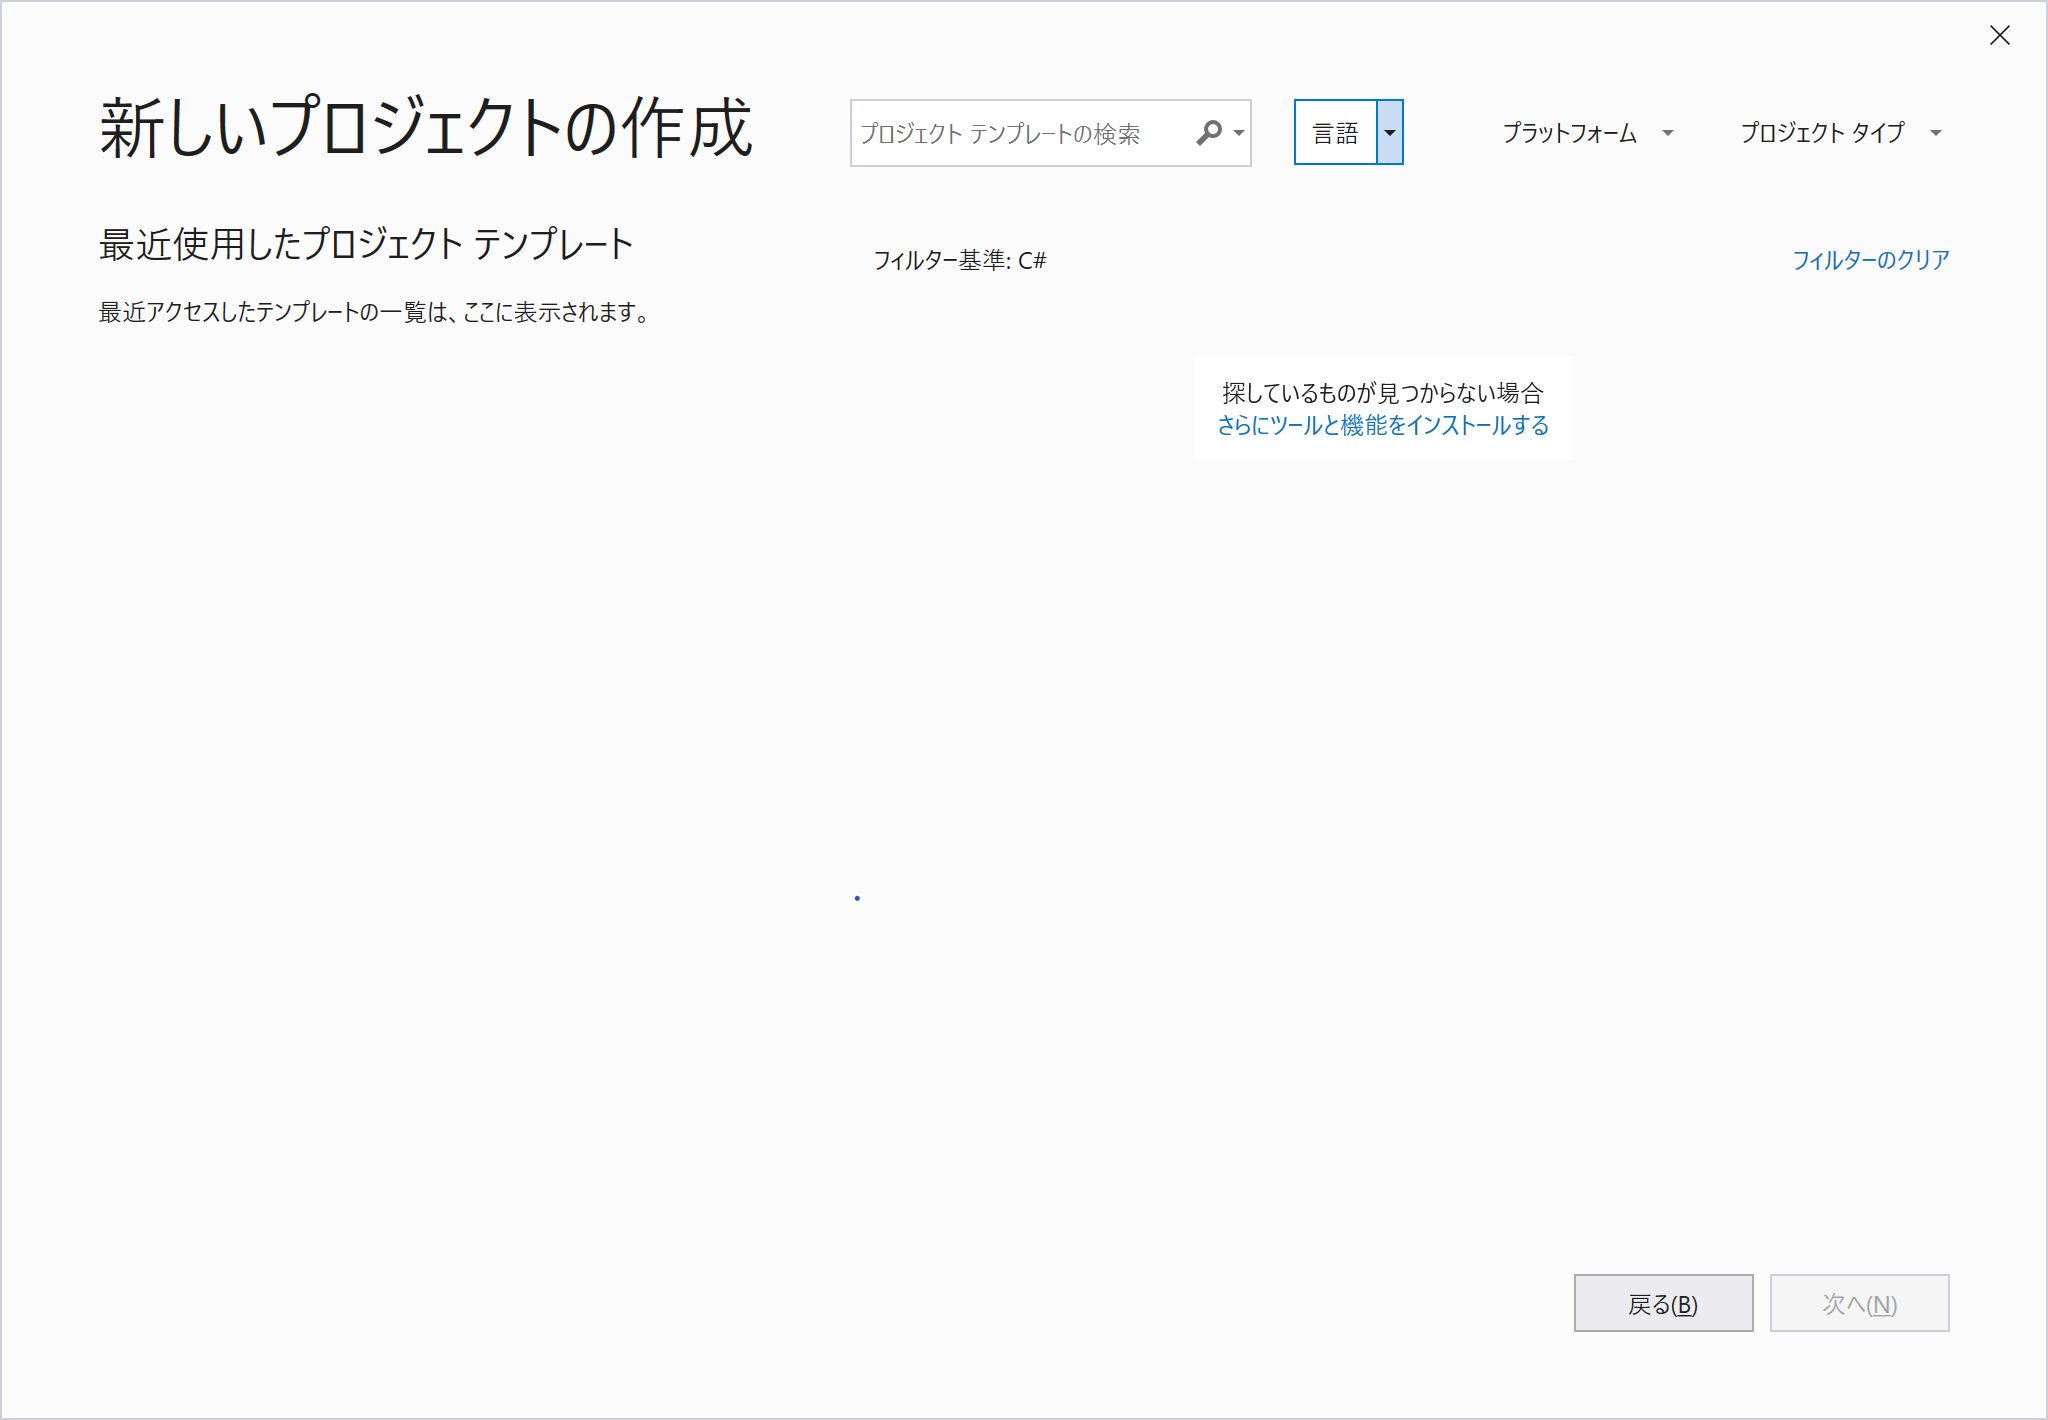 新しいプロジェクトの作成
プロジェクト テンプレートの検索
言語
プラットフォーム
プロジェクト タイプ
最近使用したプロジェクト テンプレート
最近アクセスしたテンプレートの一覧は、ここに表示されます。
フィルター基準: C#
フィルターのクリア
探しているものが見つからない場合
さらにツールと機能をインストールする
戻る(B)
次へ(N)